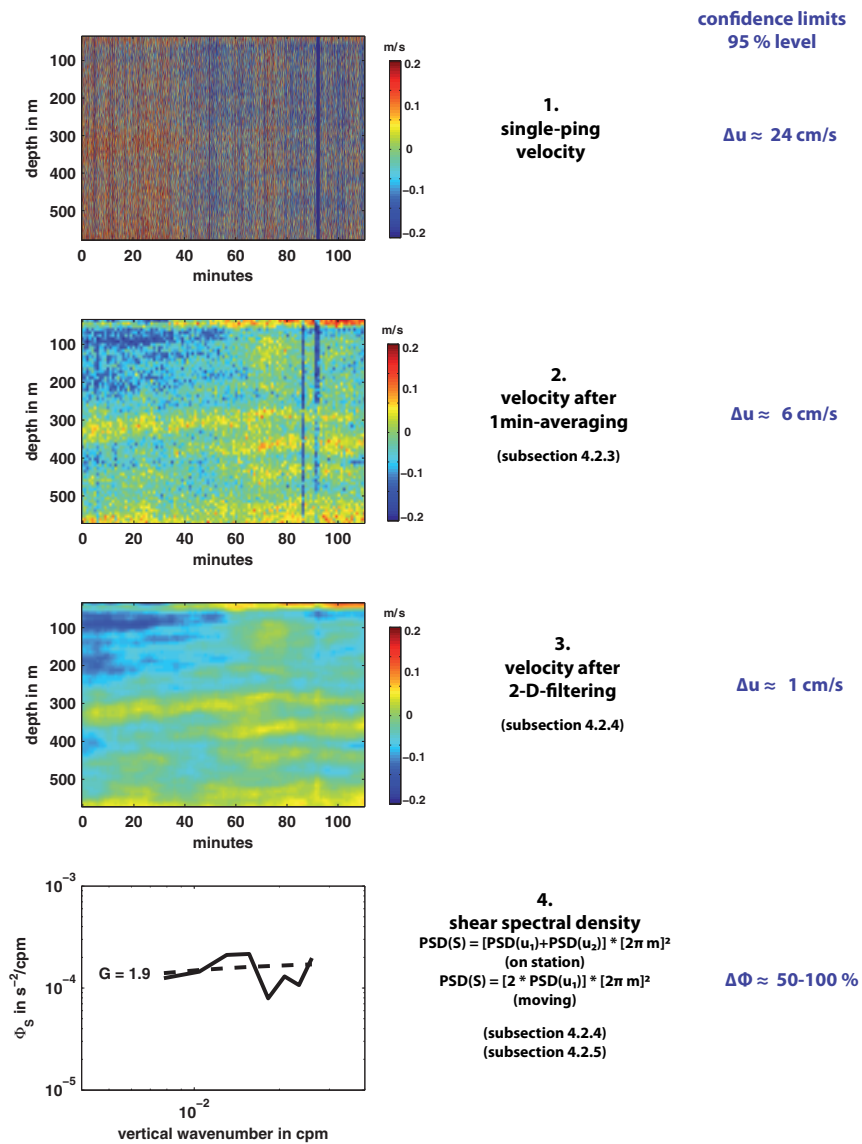 confidence limits
95 % level
m/s
100
200
300
400
500
depth in m
0.2
0.1
0
−0.1
−0.2
0 20 40 60 80 100
minutes
1.
single-ping
velocity
Δu ≈ 24 cm/s
m/s
100
200
300
400
500
depth in m
0.2
0.1
0
−0.1
−0.2
0 20 40 60 80 100
minutes
2.
velocity after
1min-averaging
(subsection 4.2.3)
Δu ≈ 6 cm/s
m/s
100
200
300
400
500
depth in m
0.2
0.1
0
−0.1
−0.2
0 20 40 60 80 100
minutes
3.
velocity after
2-D-filtering
(subsection 4.2.4)
Δu ≈ 1 cm/s
10⁻³
10⁻⁴
10⁻⁵
Φₛ in s⁻²/cpm
G = 1.9
10⁻²
vertical wavenumber in cpm
4.
shear spectral density
PSD(S) = [PSD(u₁)+PSD(u₂)] * [2π m]²
(on station)
PSD(S) = [2 * PSD(u₁)] * [2π m]²
(moving)
(subsection 4.2.4)
(subsection 4.2.5)
ΔΦ ≈ 50-100 %